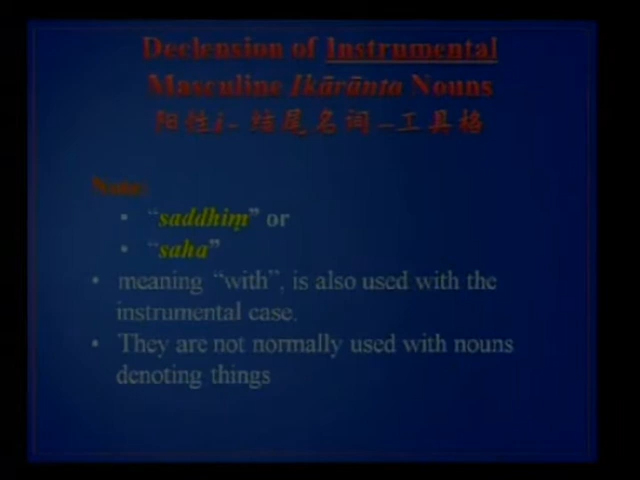 Declension of Instrumental
Masculine Ikārānta Nouns
阳性i- 结尾名词 –工具格
Note:
• “saddhiṃ” or
• “saha”
• meaning “with”, is also used with the
instrumental case.
• They are not normally used with nouns
denoting things